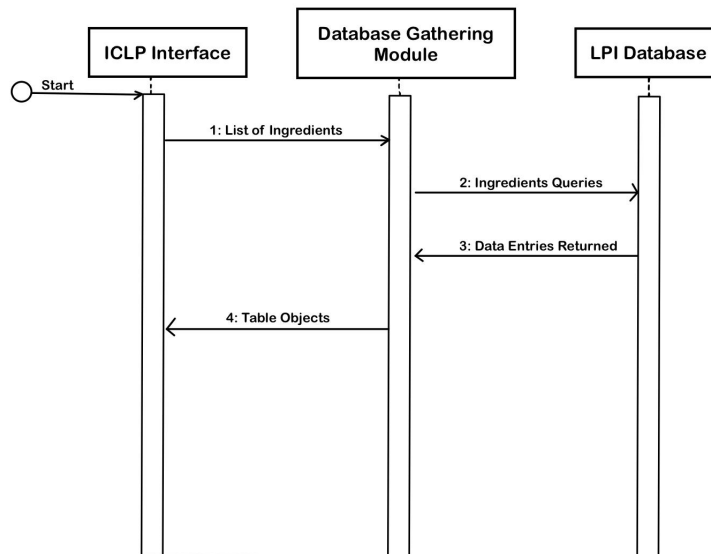 ICLP Interface
Database Gathering
Module
LPI Database
Start
1: List of Ingredients
2: Ingredients Queries
3: Data Entries Returned
4: Table Objects